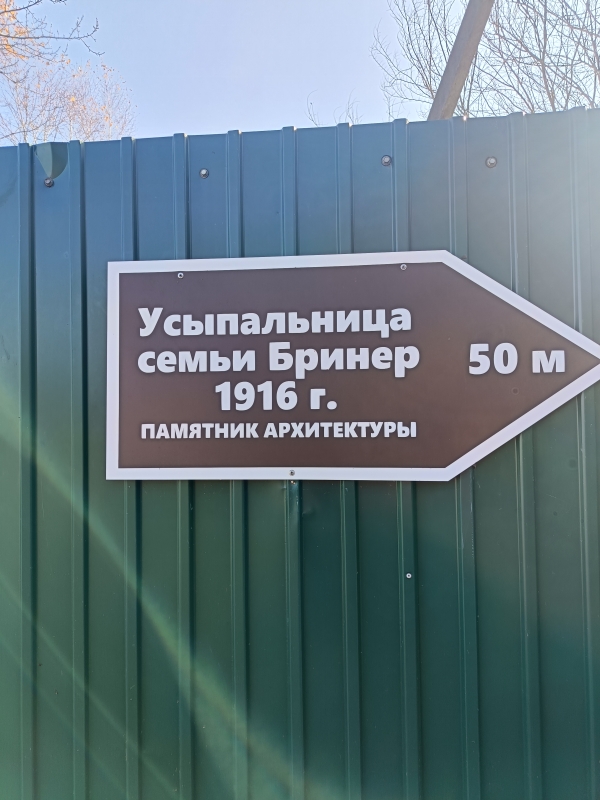 Усыпальница
семьи Бринер
1916 г.
ПАМЯТНИК АРХИТЕКТУРЫ
50 м